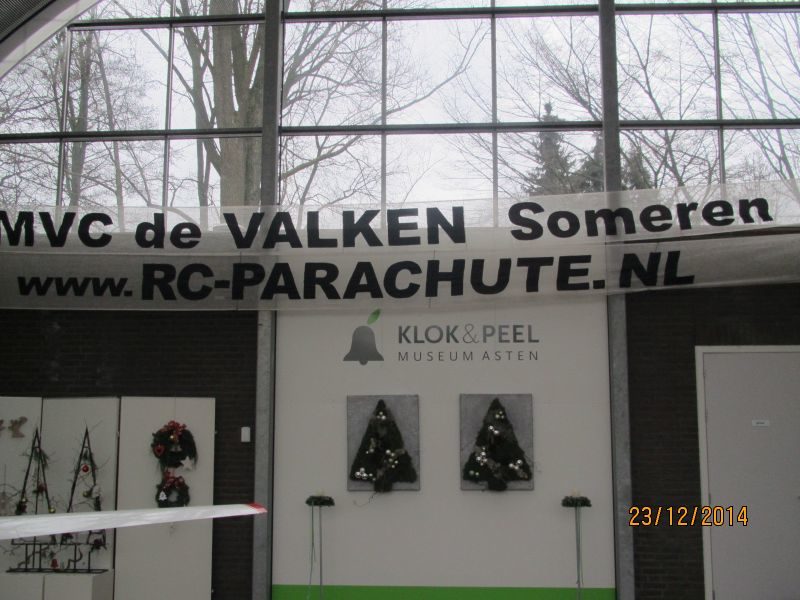 MVC de VALKEN Someren
www.RC-PARACHUTE.NL
KLOK&PEEL
MUSEUM ASTEN
23/12/2014